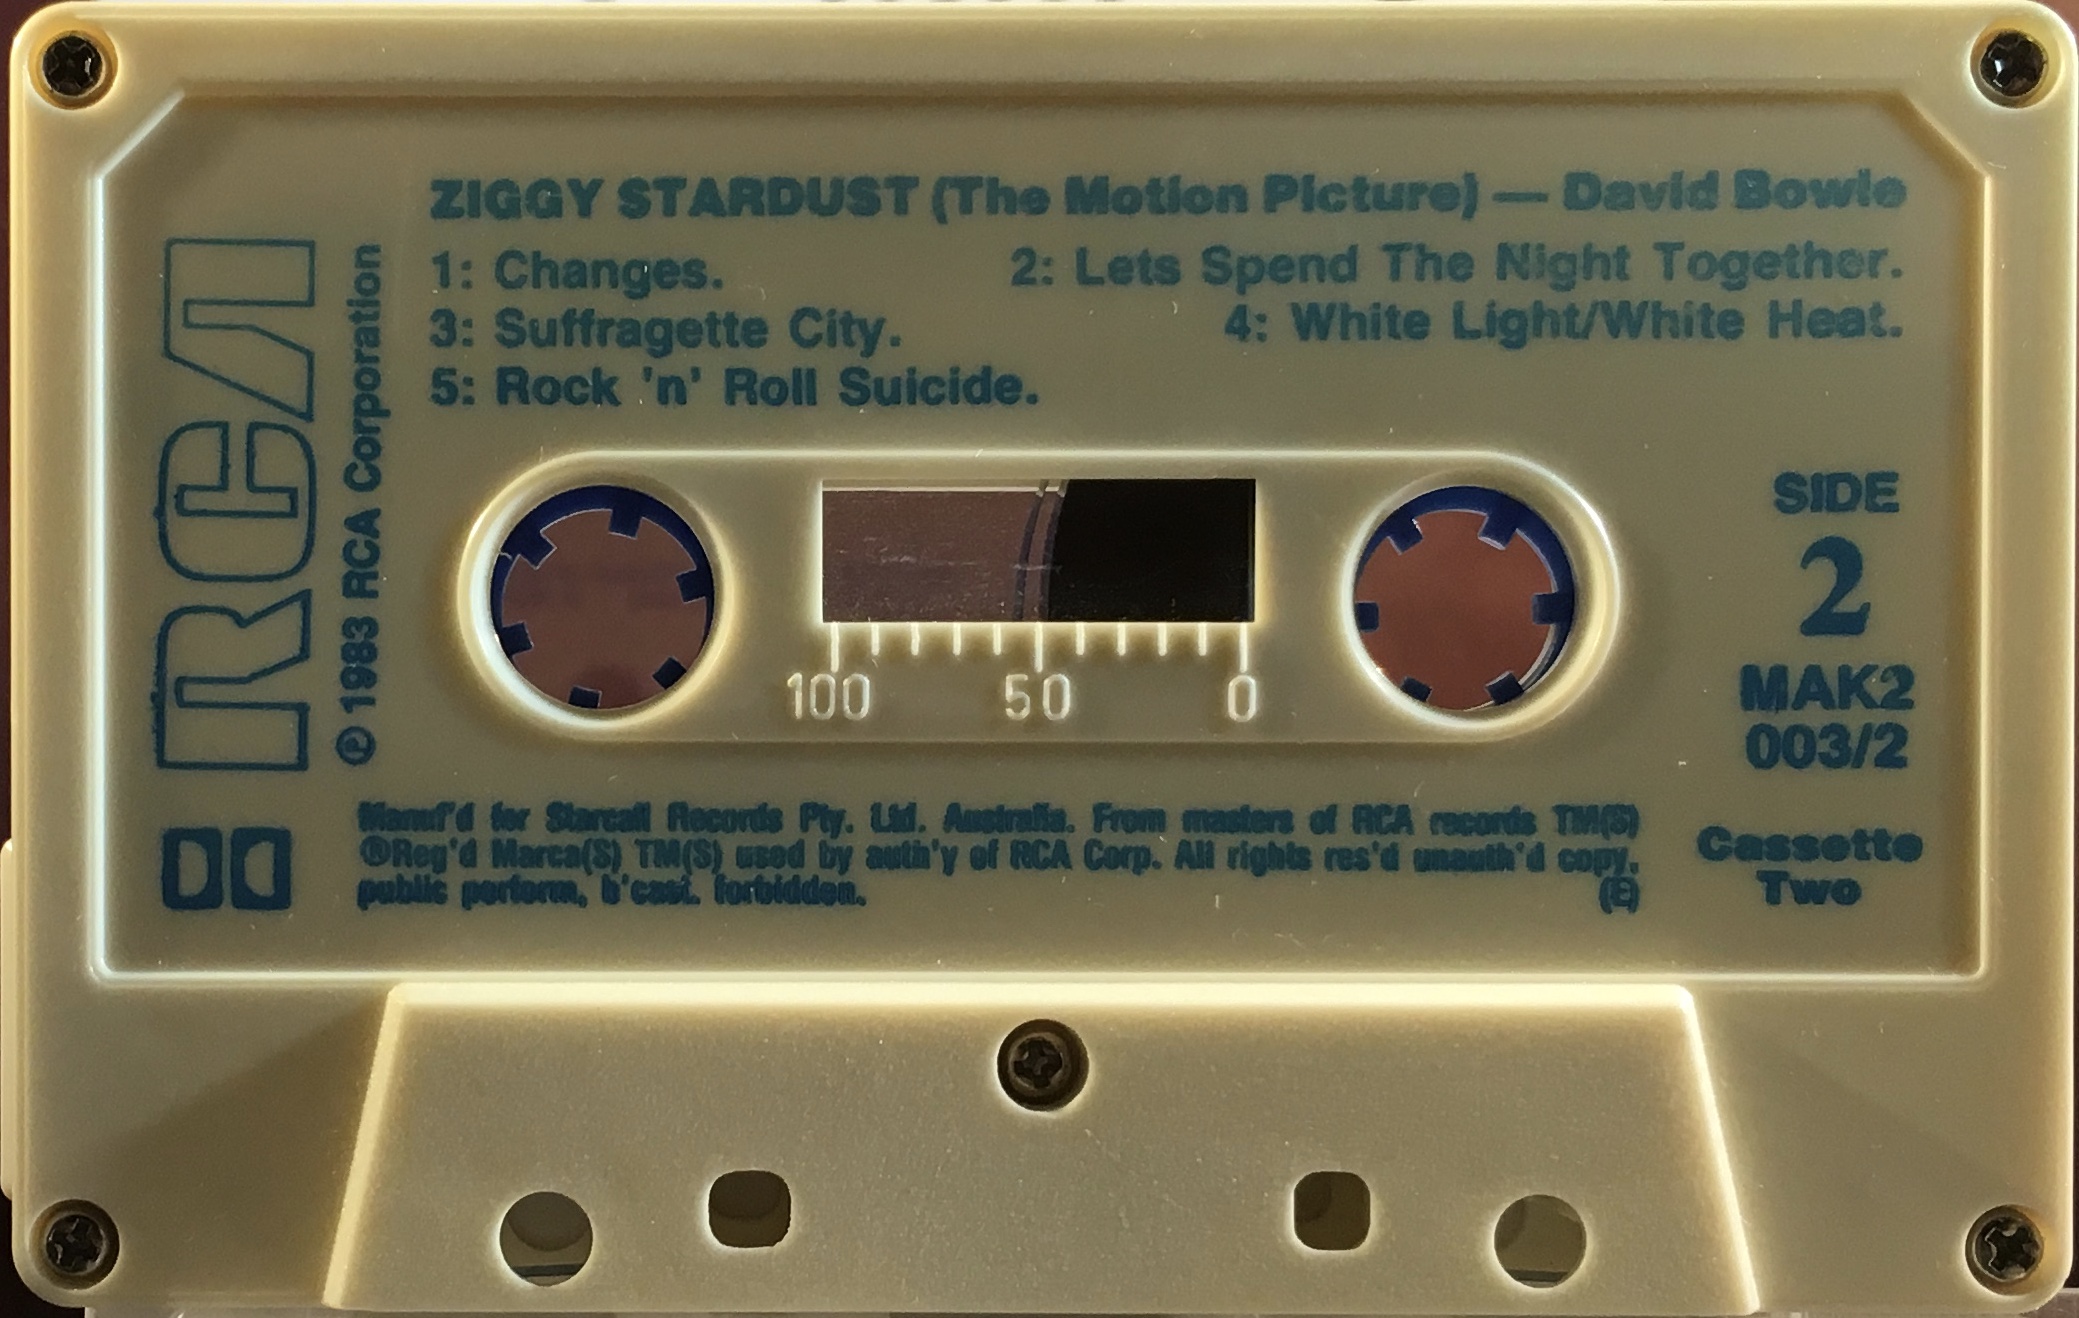 ZIGGY STARDUST (The Motion Picture) — David Bowie
1: Changes. 2: Lets Spend The Night Together.
3: Suffragette City. 4: White Light/White Heat.
5: Rock 'n' Roll Suicide.
RCA
℗ 1983 RCA Corporation
SIDE
2
MAK2
003/2
100 50 0
Manuf'd for Starcall Records Pty. Ltd. Australia. From masters of RCA records TM(S)
®Reg'd Marca(S) TM(S) used by auth'y of RCA Corp. All rights res'd unauth'd copy,
public perform, b'cast. forbidden.
(E)
Cassette
Two